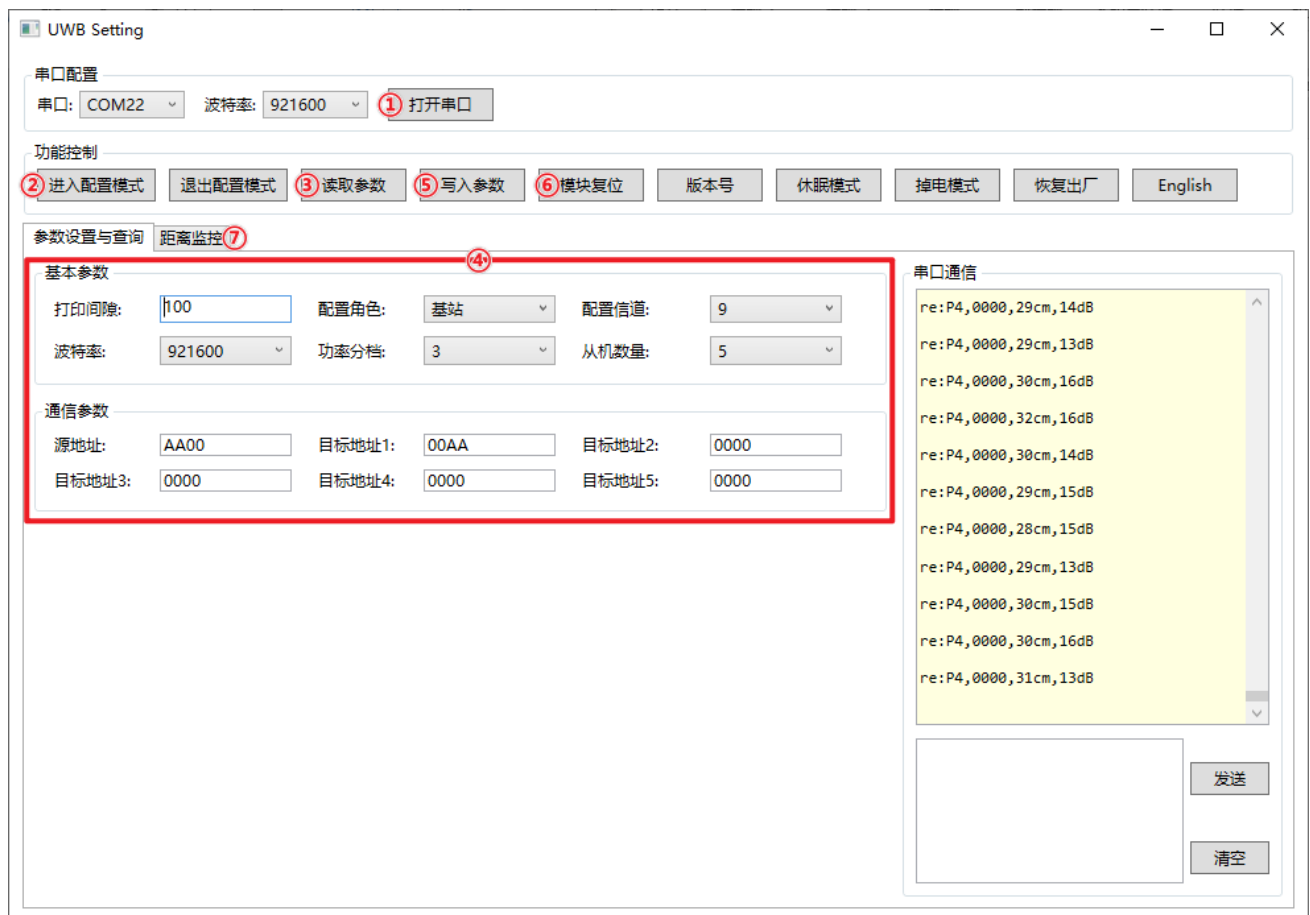 UWB Setting
串口配置
串口: COM22 波特率: 921600 ① 打开串口
功能控制
② 进入配置模式 退出配置模式 ③ 读取参数 ⑤ 写入参数 ⑥ 模块复位 版本号 休眠模式 掉电模式 恢复出厂 English
参数设置与查询 距离监控 ⑦
④
基本参数
打印间隙: 100 配置角色: 基站 配置信道: 9
波特率: 921600 功率分档: 3 从机数量: 5
通信参数
源地址: AA00 目标地址1: 00AA 目标地址2: 0000
目标地址3: 0000 目标地址4: 0000 目标地址5: 0000
串口通信
re:P4,0000,29cm,14dB
re:P4,0000,29cm,13dB
re:P4,0000,30cm,16dB
re:P4,0000,32cm,16dB
re:P4,0000,30cm,14dB
re:P4,0000,29cm,15dB
re:P4,0000,28cm,15dB
re:P4,0000,29cm,13dB
re:P4,0000,30cm,15dB
re:P4,0000,30cm,16dB
re:P4,0000,31cm,13dB
发送
清空